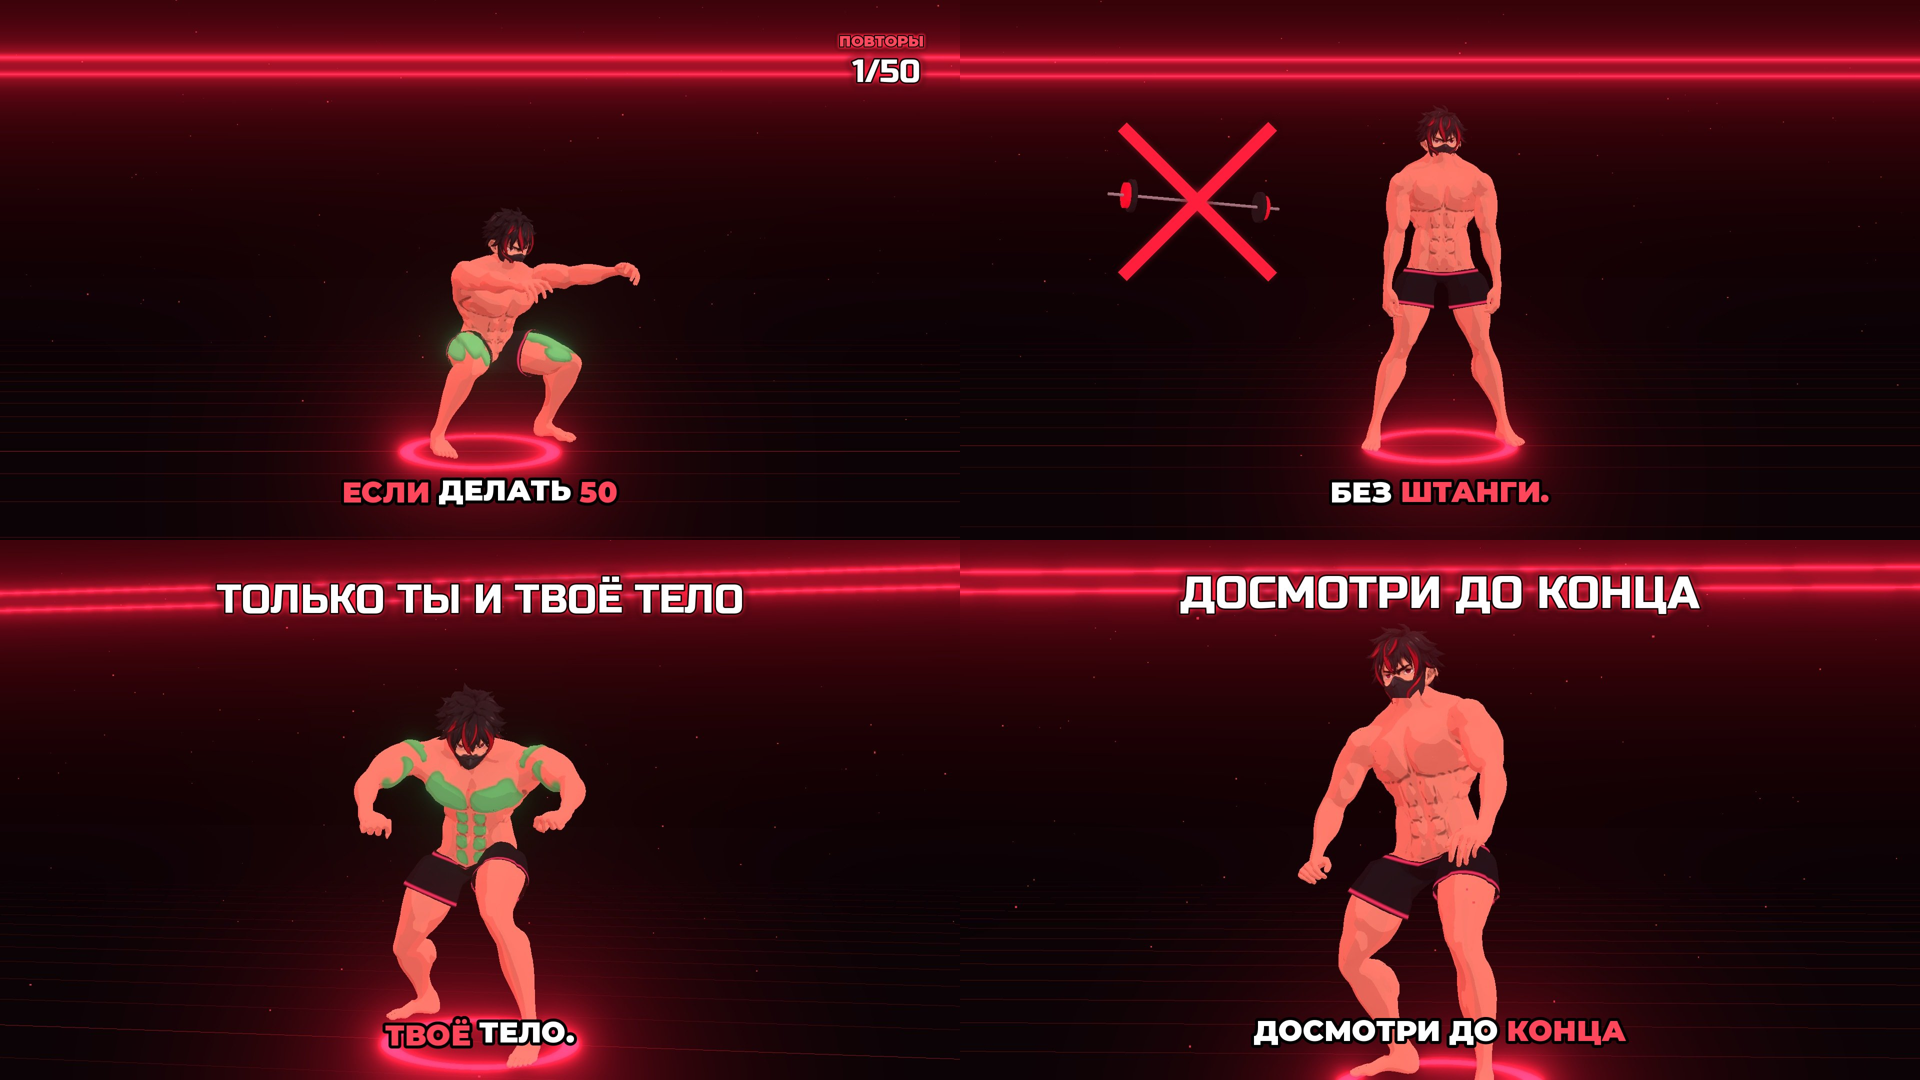 ПОВТОРЫ
1/50
ЕСЛИ ДЕЛАТЬ 50
БЕЗ ШТАНГИ.
ТОЛЬКО ТЫ И ТВОЁ ТЕЛО
ТВОЁ ТЕЛО.
ДОСМОТРИ ДО КОНЦА
ДОСМОТРИ ДО КОНЦА